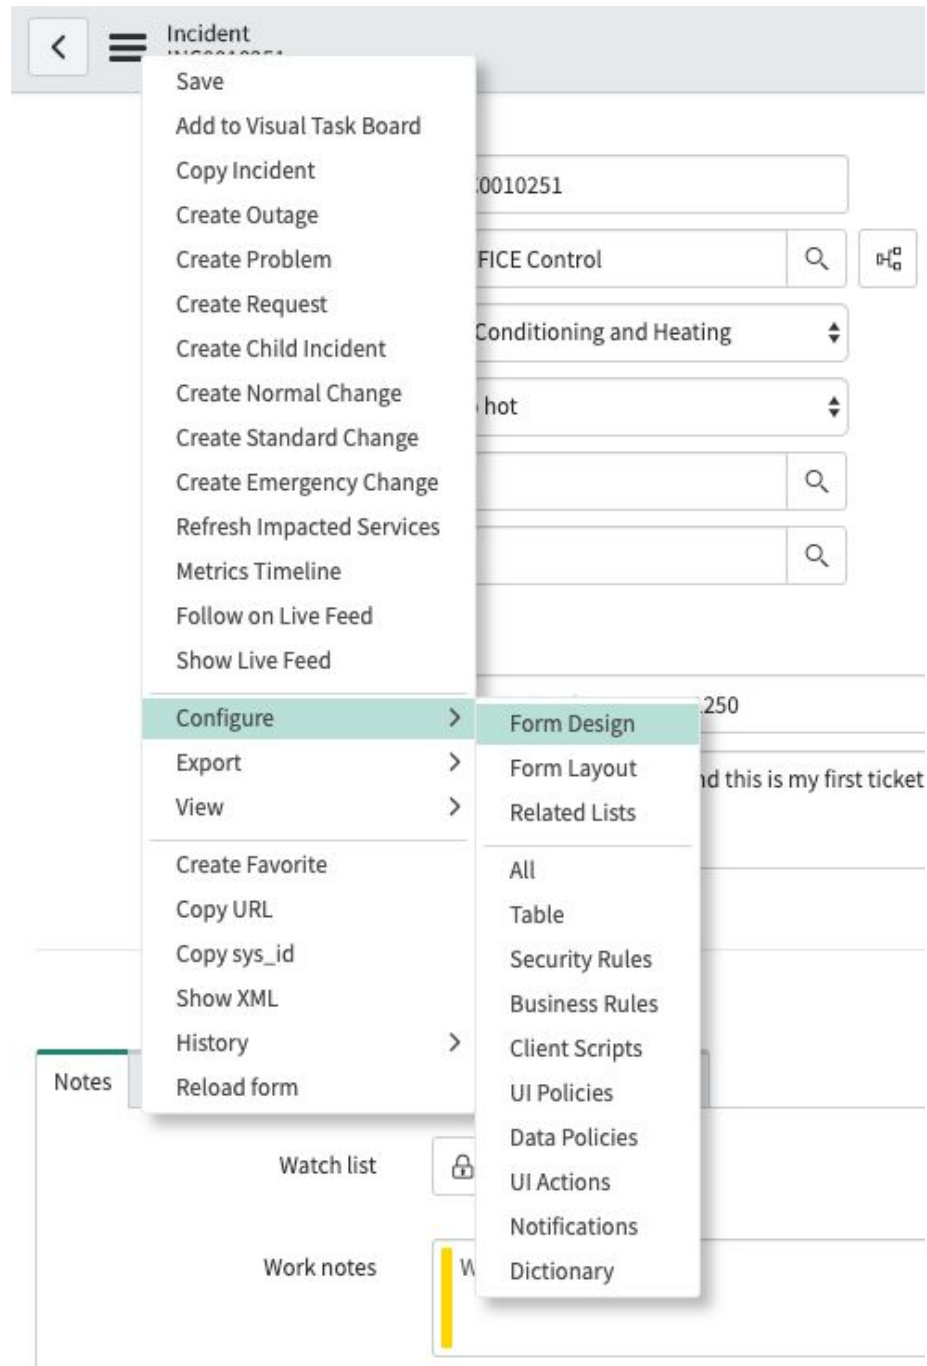 Incident
INC0010251
Save
Add to Visual Task Board
Copy Incident
Create Outage
Create Problem
Create Request
Create Child Incident
Create Normal Change
Create Standard Change
Create Emergency Change
Refresh Impacted Services
Metrics Timeline
Follow on Live Feed
Show Live Feed
Configure
Export
View
Create Favorite
Copy URL
Copy sys_id
Show XML
History
Reload form
Form Design
Form Layout
Related Lists
All
Table
Security Rules
Business Rules
Client Scripts
UI Policies
Data Policies
UI Actions
Notifications
Dictionary
0010251
FICE Control
Conditioning and Heating
hot
1250
nd this is my first ticket
Notes
Watch list
Work notes
W